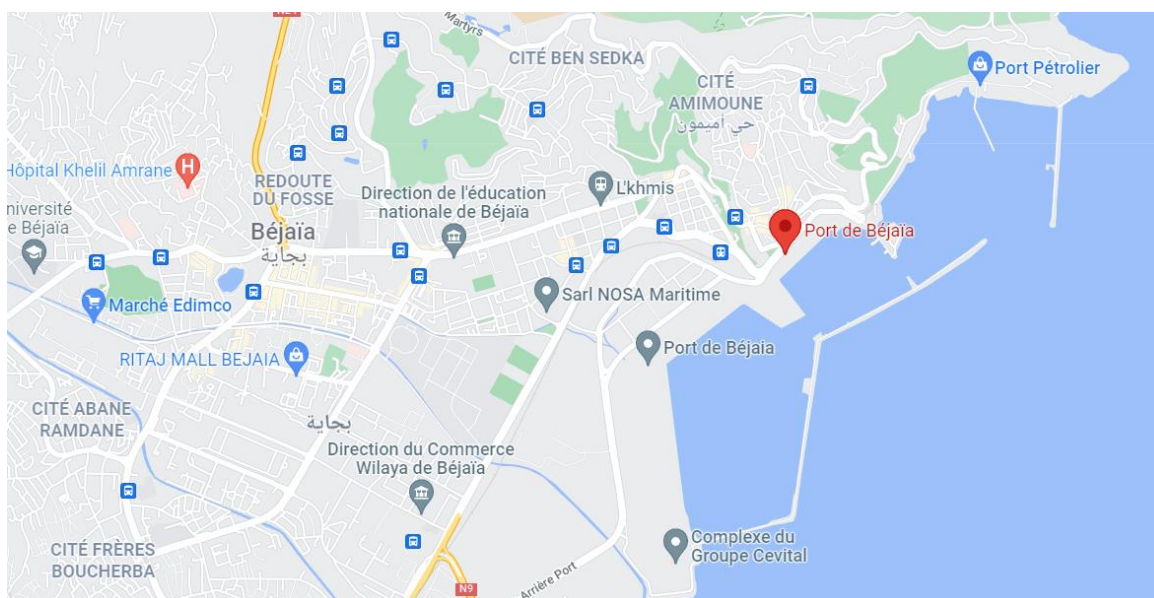 N24
Martyrs
CITÉ BEN SEDKA
Port Pétrolier
CITÉ
AMIMOUNE
حي اميمون
Hôpital Khelil Amrane
H
REDOUTE
DU FOSSE
Direction de l'éducation
nationale de Béjaïa
L'khmis
niversité
e Béjaïa
Béjaïa
بجاية
Port de Béjaïa
Marché Edimco
Sarl NOSA Maritime
RITAJ MALL BEJAIA
Port de Béjaia
CITÉ ABANE
RAMDANE
بجاية
Direction du Commerce
Wilaya de Béjaïa
CITÉ FRÈRES
BOUCHERBA
Complexe du
Groupe Cevital
Arrière Port
N9